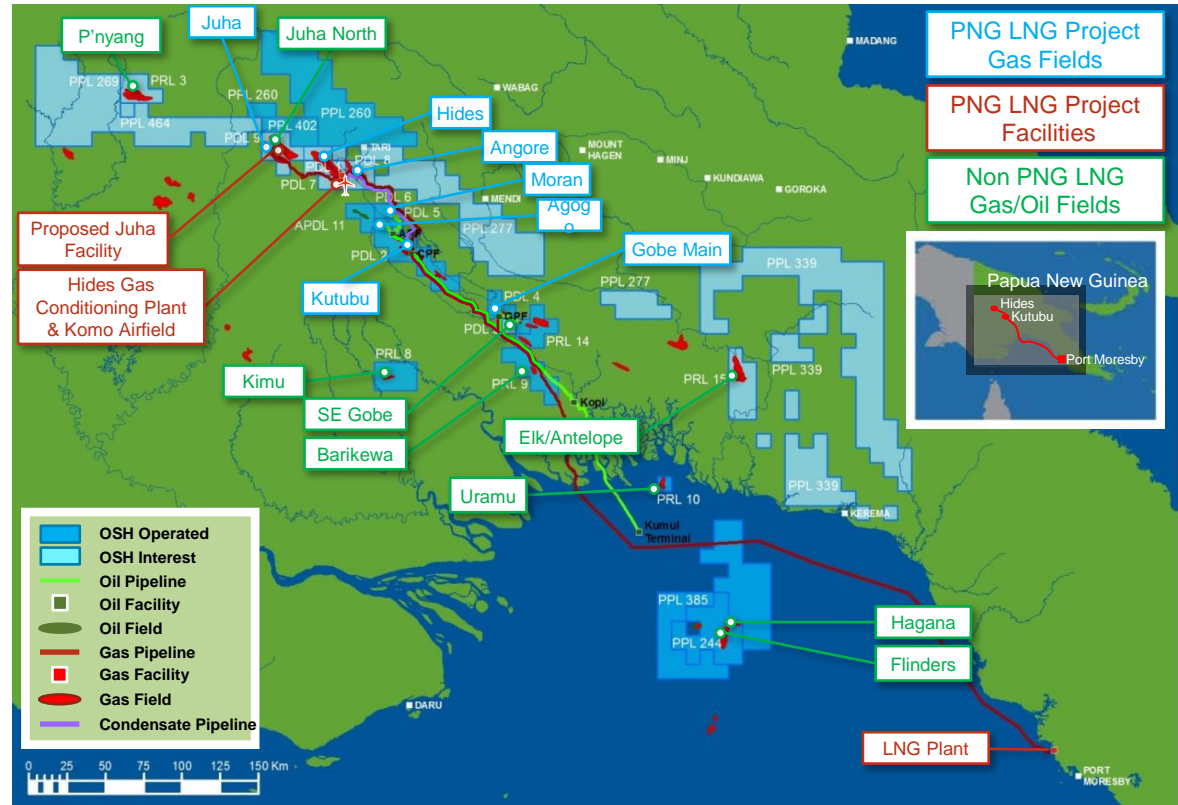 P'nyang
Juha
Juha North
MADANG
PNG LNG Project
Gas Fields
PNG LNG Project
Facilities
Non PNG LNG
Gas/Oil Fields
PPL 269
PRL 3
PPL 464
PPL 260
PPL 260
PPL 402
PDL 9
WABAG
Hides
TARI
PDL 8
Angore
PDL 7
MOUNT
HAGEN
MINJ
KUNDIAWA
GOROKA
Moran
PDL 6
PDL 5
MENDI
Agog
APDL 11
PPL 277
Proposed Juha
Facility
PDL 2
CPF
Gobe Main
Hides Gas
Conditioning Plant
& Komo Airfield
Kutubu
PPL 339
PPL 277
Papua New Guinea
Hides
Kutubu
Port Moresby
PDL 4
GPF
PDL
PRL 14
PRL 8
PPL 339
Kimu
PRL 9
PRL 15
SE Gobe
Kopi
Barikewa
Elk/Antelope
Uramu
PRL 10
PPL 339
KEREMA
Kumul
Terminal
OSH Operated
OSH Interest
Oil Pipeline
Oil Facility
Oil Field
Gas Pipeline
Gas Facility
Gas Field
Condensate Pipeline
PPL 385
PPL 244
Hagana
Flinders
DARU
LNG Plant
PORT
MORESBY
0 25 50 75 100 125 150 Km